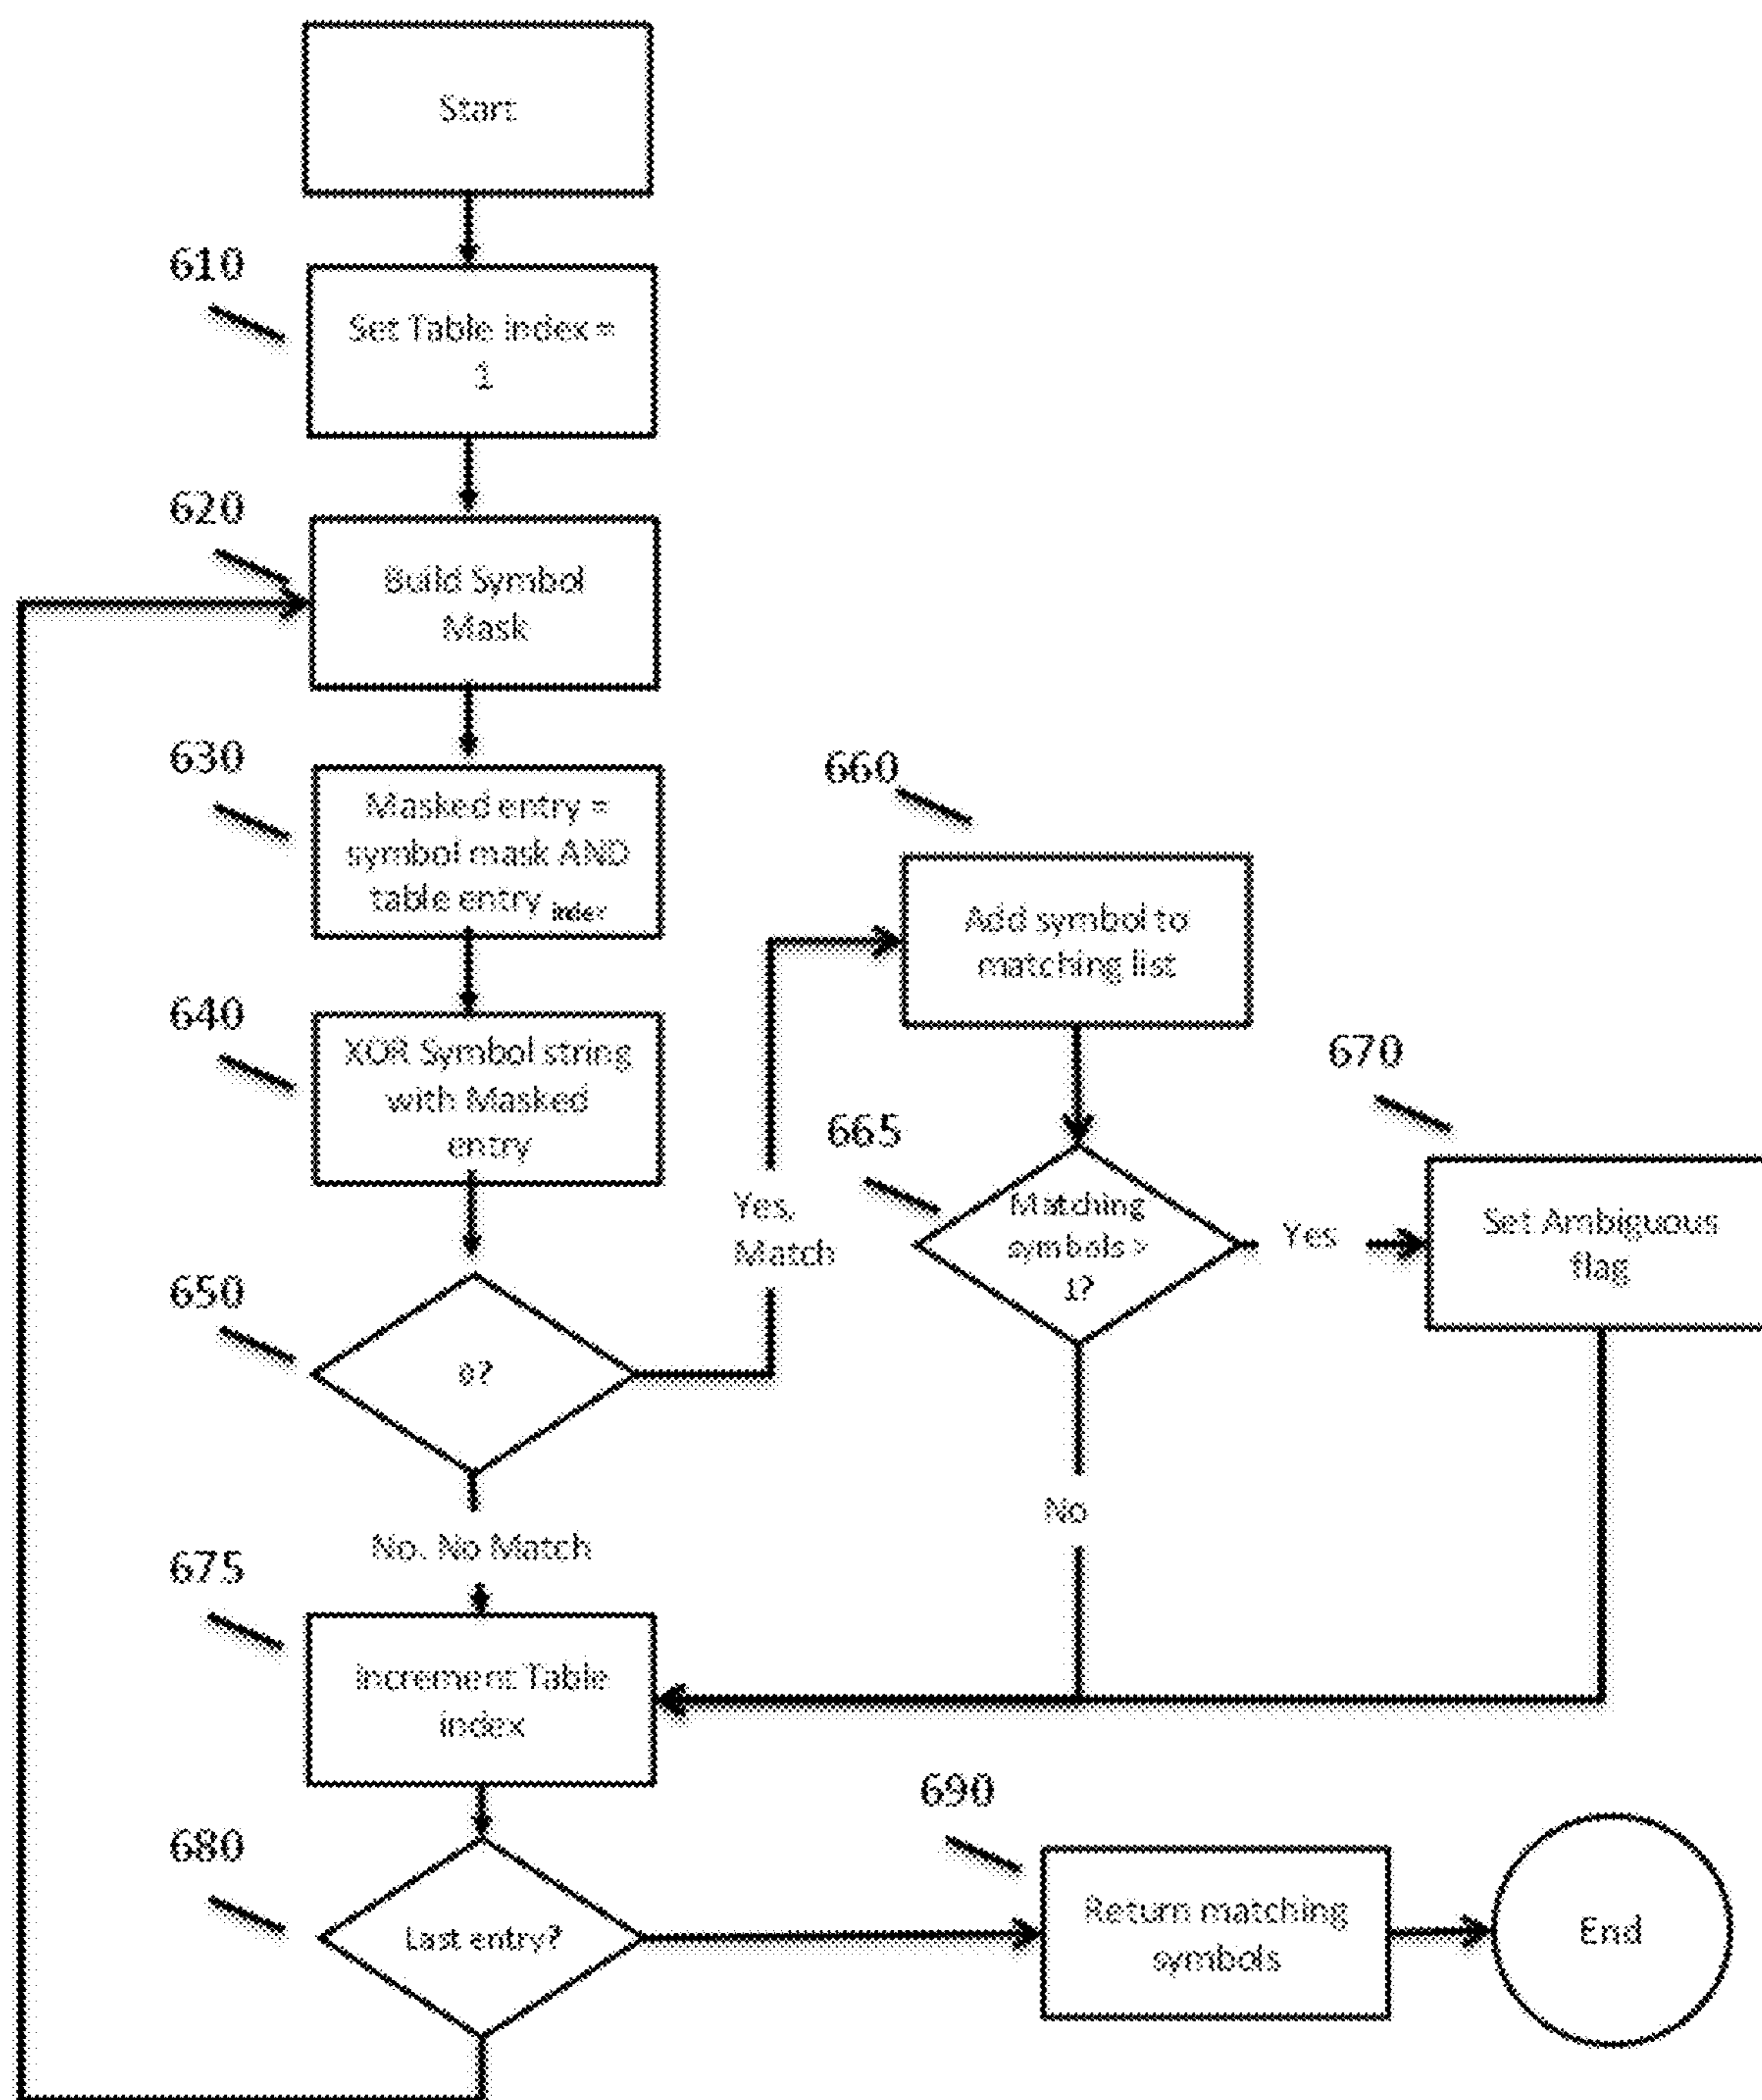 Start
610
Set Table index =
1
620
Build Symbol
Mask
630
Masked entry =
symbol mask AND
table entry index
640
XOR Symbol string
with Masked
entry
650
0?
Yes.
Match
660
Add symbol to
matching list
665
Matching
symbols >
1?
Yes
670
Set Ambiguous
flag
No
No. No Match
675
Increment Table
index
680
Last entry?
690
Return matching
symbols
End